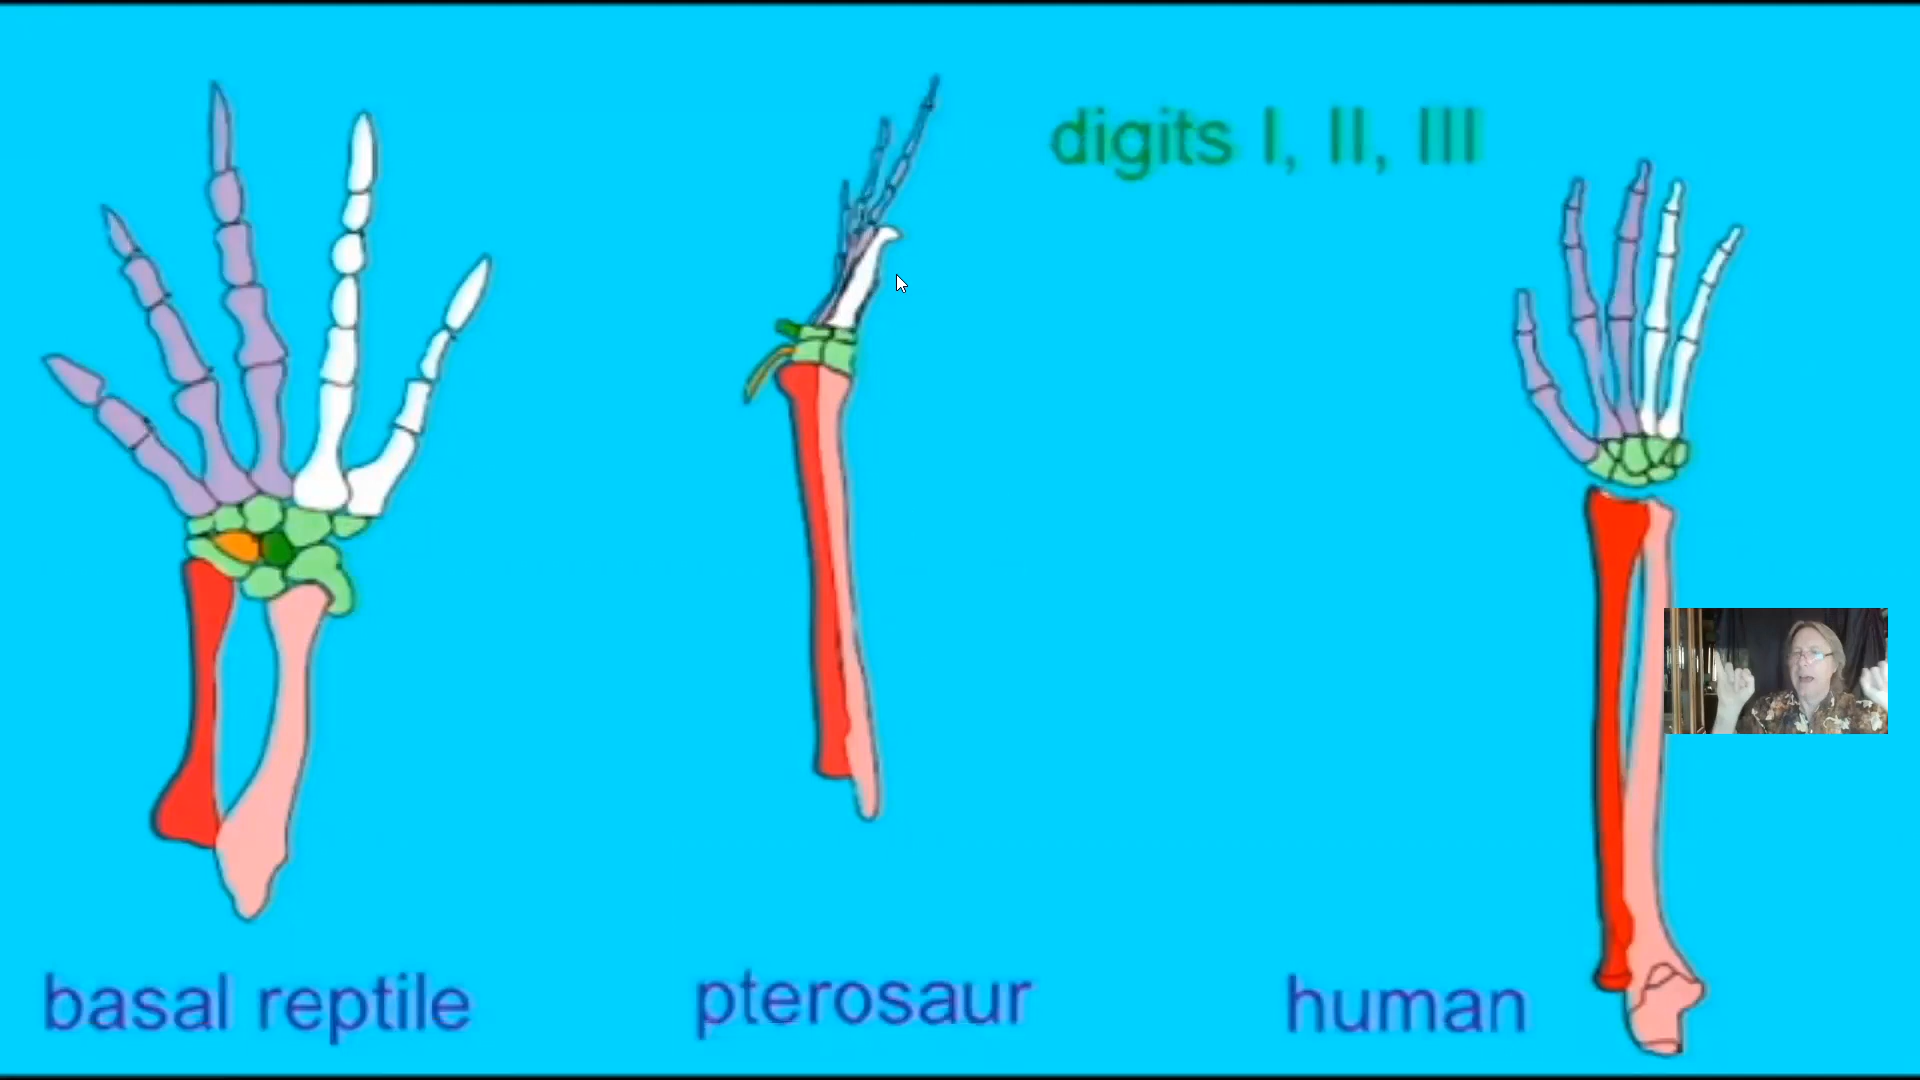 digits I, II, III
basal reptile
pterosaur
human